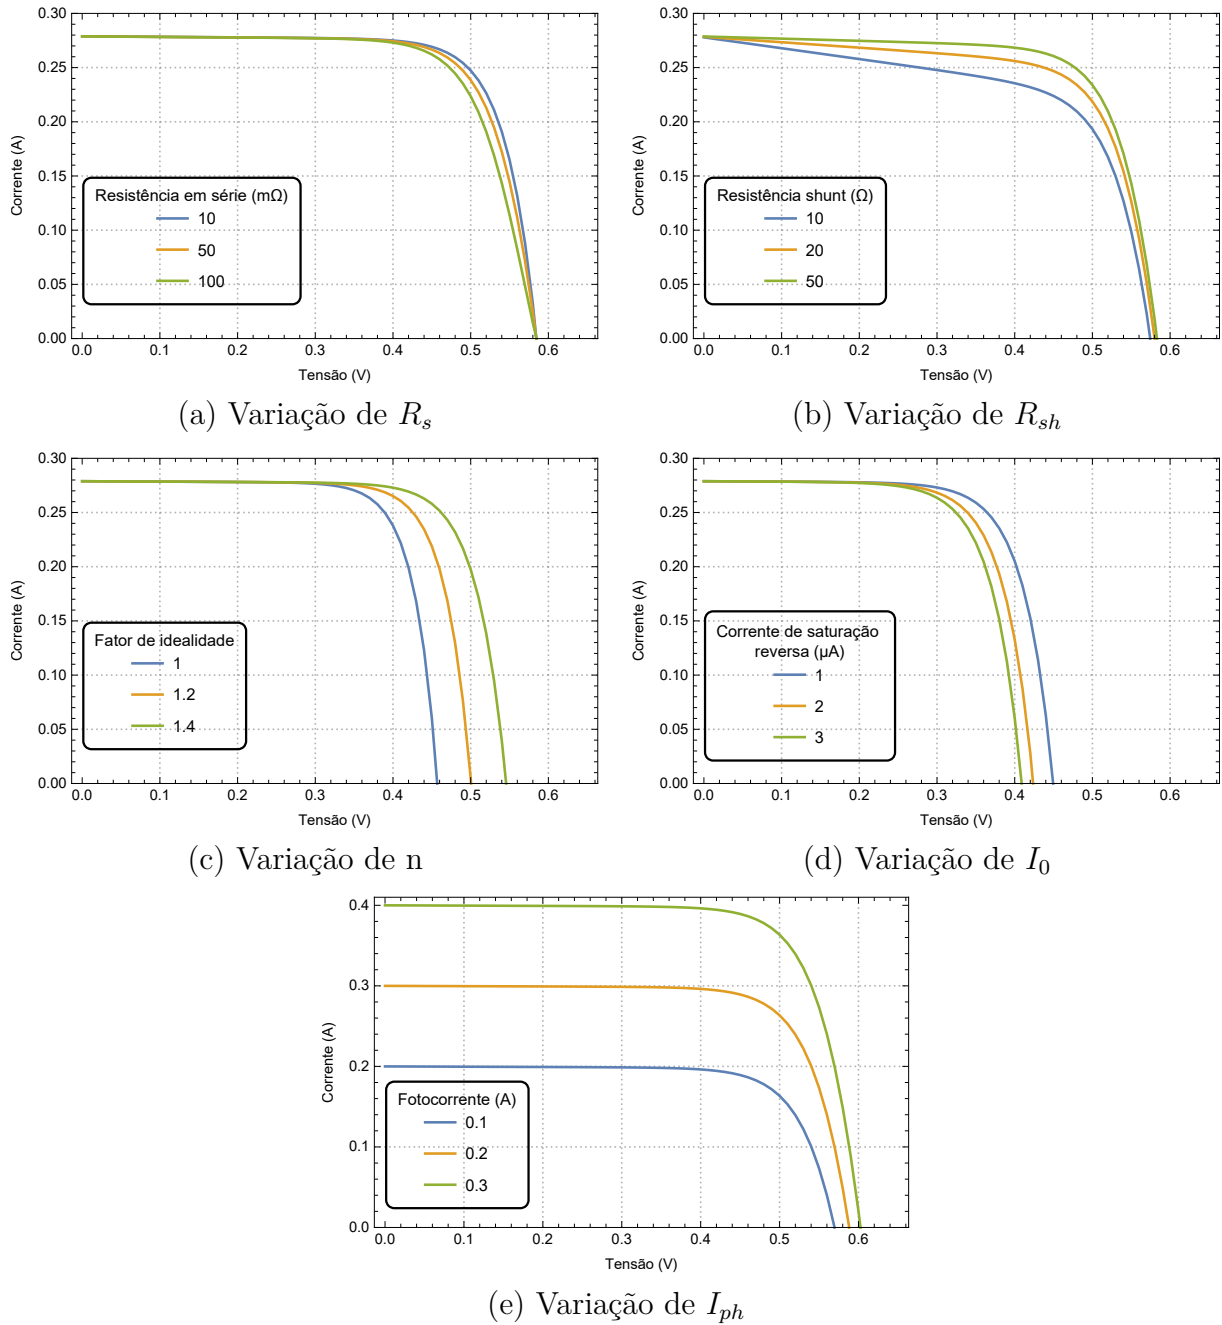 0.30
0.25
0.20
0.15
0.10
0.05
0.00
Corrente (A)
Resistência em série (mΩ)
10
50
100
0.0 0.1 0.2 0.3 0.4 0.5 0.6
Tensão (V)
(a) Variação de Rs
0.30
0.25
0.20
0.15
0.10
0.05
0.00
Corrente (A)
Resistência shunt (Ω)
10
20
50
0.0 0.1 0.2 0.3 0.4 0.5 0.6
Tensão (V)
(b) Variação de Rsh
0.30
0.25
0.20
0.15
0.10
0.05
0.00
Corrente (A)
Fator de idealidade
1
1.2
1.4
0.0 0.1 0.2 0.3 0.4 0.5 0.6
Tensão (V)
(c) Variação de n
0.30
0.25
0.20
0.15
0.10
0.05
0.00
Corrente (A)
Corrente de saturação
reversa (μA)
1
2
3
0.0 0.1 0.2 0.3 0.4 0.5 0.6
Tensão (V)
(d) Variação de I0
0.4
0.3
0.2
0.1
0.0
Corrente (A)
Fotocorrente (A)
0.1
0.2
0.3
0.0 0.1 0.2 0.3 0.4 0.5 0.6
Tensão (V)
(e) Variação de Iph